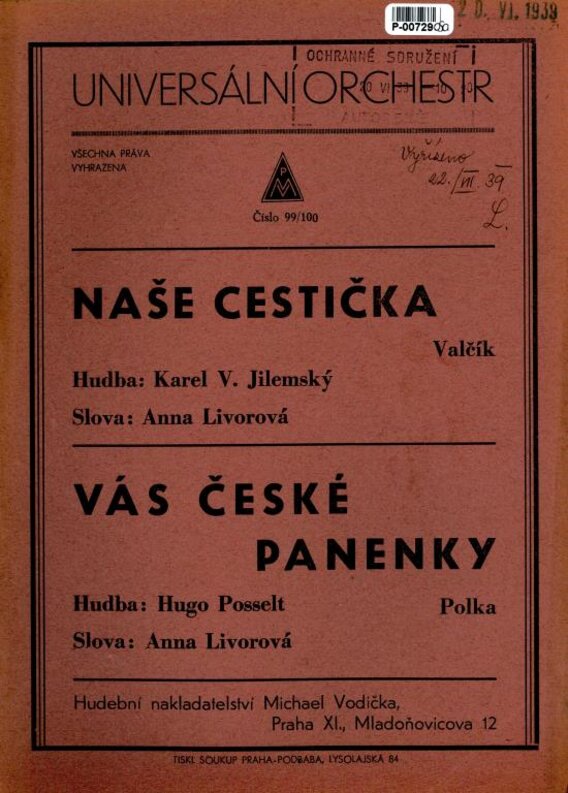 P-00729
20. VI. 1939
OCHRANNÉ SDRUŽENÍ
UNIVERSÁLNÍ ORCHESTR
VŠECHNA PRÁVA
VYHRAZENA
Vyřízeno
22./VII. 39
L.
Číslo 99/100
NAŠE CESTIČKA
Valčík
Hudba: Karel V. Jilemský
Slova: Anna Livorová
VÁS ČESKÉ
PANENKY
Hudba: Hugo Posselt
Polka
Slova: Anna Livorová
Hudební nakladatelství Michael Vodička,
Praha XI., Mladoňovicova 12
TISKL SOUKUP PRAHA-PODBABA, LYSOLAJSKÁ 84